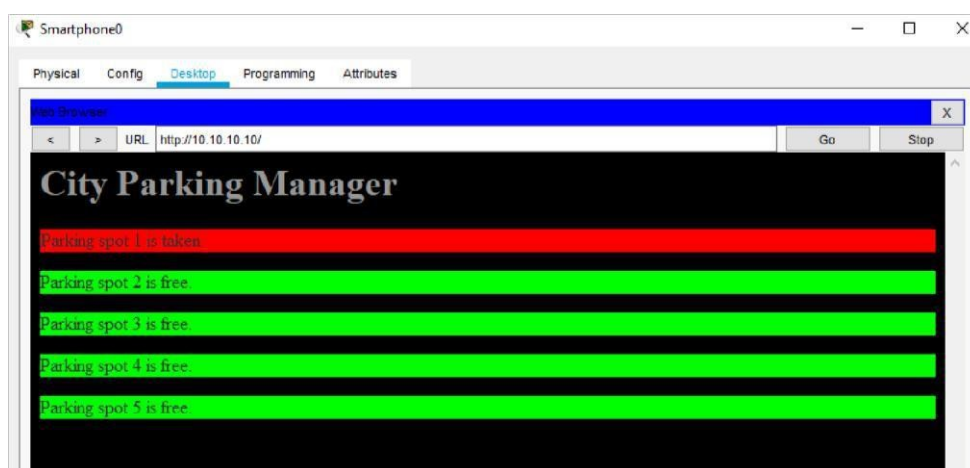 Smartphone0
Physical Config Desktop Programming Attributes
Web Browser
X
< > URL http://10.10.10.10/ Go Stop
City Parking Manager
Parking spot 1 is taken.
Parking spot 2 is free.
Parking spot 3 is free.
Parking spot 4 is free.
Parking spot 5 is free.